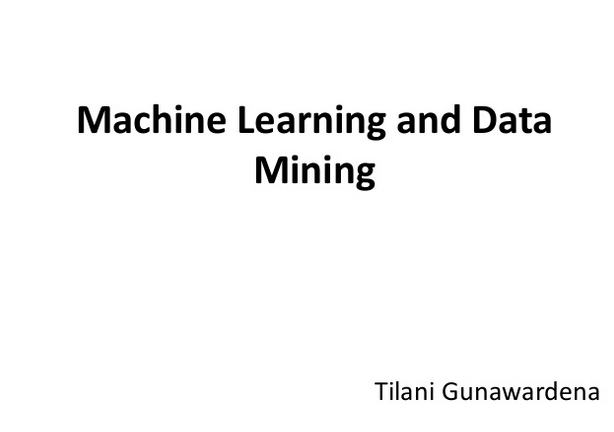 Machine Learning and Data
Mining
Tilani Gunawardena